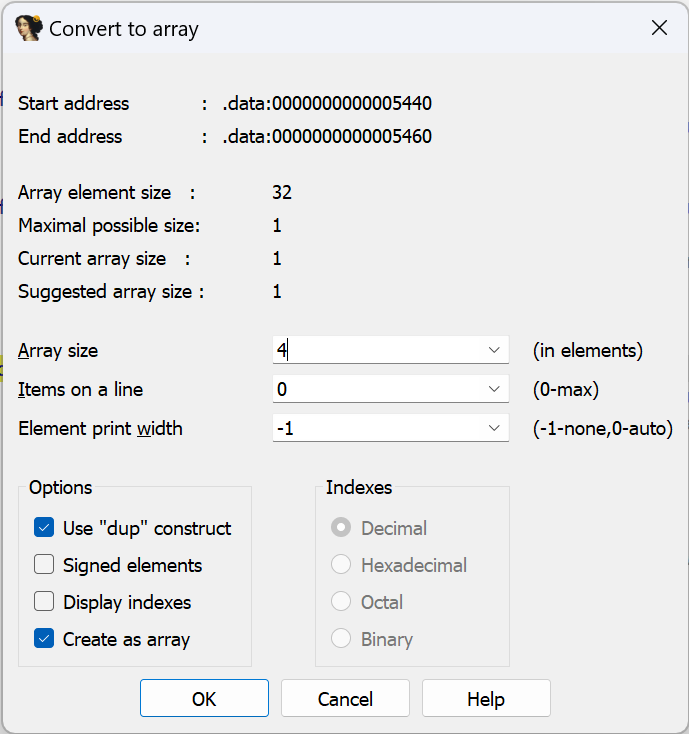 Convert to array
Start address : .data:0000000000005440
End address : .data:0000000000005460
Array element size : 32
Maximal possible size: 1
Current array size : 1
Suggested array size : 1
Array size 4 (in elements)
Items on a line 0 (0-max)
Element print width -1 (-1-none,0-auto)
Options Indexes
Use "dup" construct Decimal
Signed elements Hexadecimal
Display indexes Octal
Create as array Binary
OK Cancel Help